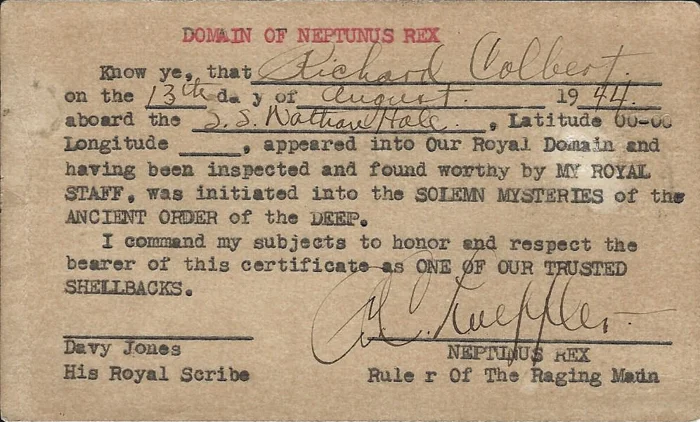 DOMAIN OF NEPTUNUS REX
Know ye, that Richard Colbert.
on the 13th da y of August. 1944.
aboard the S.S. Nathan Hale., Latitude 00-00
Longitude _____, appeared into Our Royal Domain and
having been inspected and found worthy by MY ROYAL
STAFF, was initiated into the SOLEMN MYSTERIES of the
ANCIENT ORDER of the DEEP.
I command my subjects to honor and respect the
bearer of this certificate as ONE OF OUR TRUSTED
SHELLBACKS.
Davy Jones
NEPTUNUS REX
His Royal Scribe
Rule r Of The Raging Main